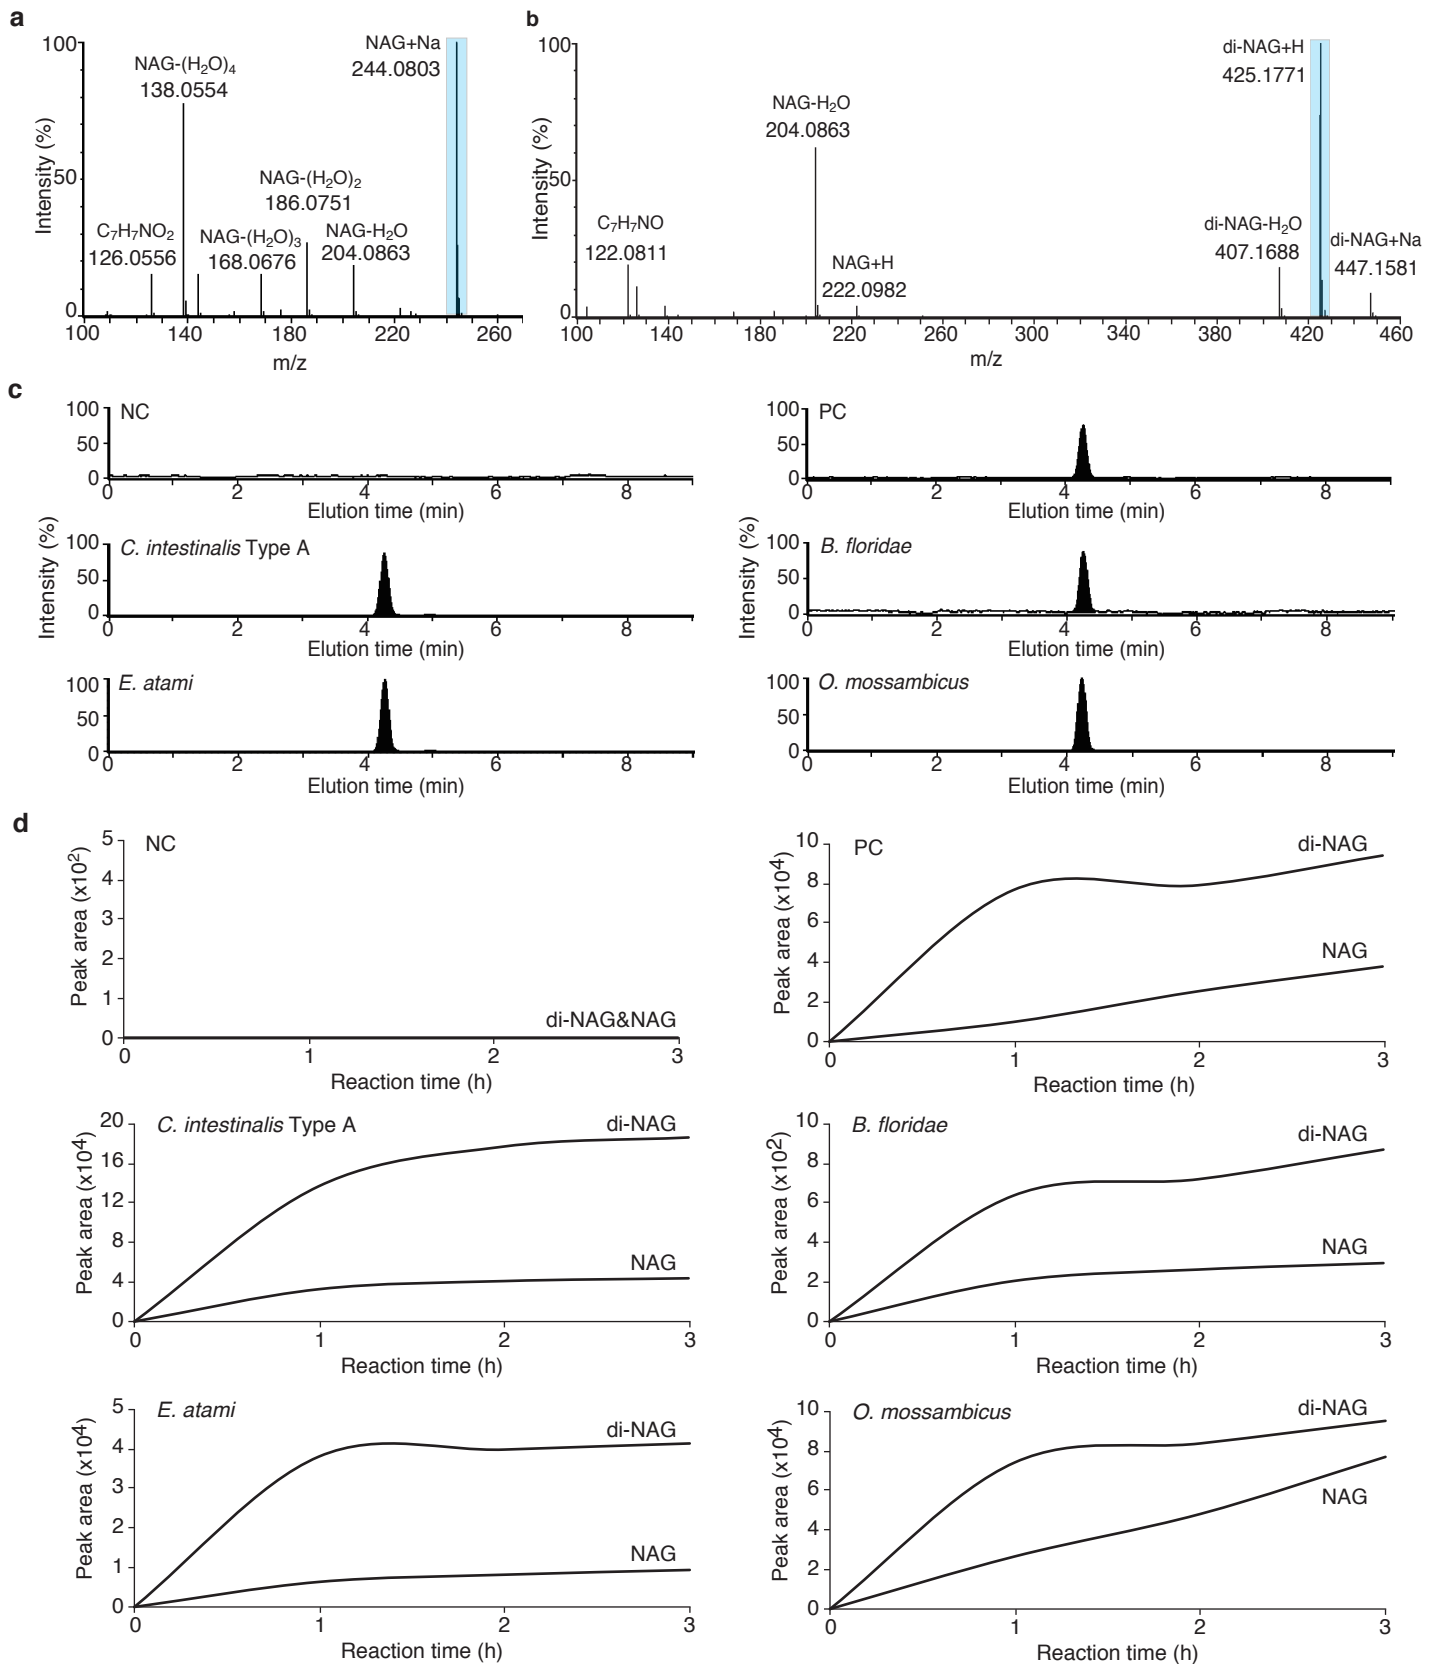 a
Intensity (%)
100
50
0
NAG-(H2O)4
138.0554
NAG+Na
244.0803
NAG-(H2O)2
186.0751
C7H7NO2
126.0556
NAG-(H2O)3
168.0676
NAG-H2O
204.0863
100 140 180 220 260
m/z
b
Intensity (%)
100
50
0
di-NAG+H
425.1771
NAG-H2O
204.0863
C7H7NO
122.0811
NAG+H
222.0982
di-NAG-H2O
407.1688
di-NAG+Na
447.1581
100 140 180 220 260 300 340 380 420 460
m/z
c
NC
100
50
0
0 2 4 6 8
Elution time (min)
PC
100
50
0
0 2 4 6 8
Elution time (min)
Intensity (%)
C. intestinalis Type A
100
50
0
0 2 4 6 8
Elution time (min)
Intensity (%)
B. floridae
100
50
0
0 2 4 6 8
Elution time (min)
E. atami
100
50
0
0 2 4 6 8
Elution time (min)
O. mossambicus
100
50
0
0 2 4 6 8
Elution time (min)
d
NC
Peak area (x102)
5
4
3
2
1
0
di-NAG&NAG
0 1 2 3
Reaction time (h)
PC
Peak area (x104)
10
8
6
4
2
0
di-NAG
NAG
0 1 2 3
Reaction time (h)
C. intestinalis Type A
Peak area (x104)
20
16
12
8
4
0
di-NAG
NAG
0 1 2 3
Reaction time (h)
B. floridae
Peak area (x102)
10
8
6
4
2
0
di-NAG
NAG
0 1 2 3
Reaction time (h)
E. atami
Peak area (x104)
5
4
3
2
1
0
di-NAG
NAG
0 1 2 3
Reaction time (h)
O. mossambicus
Peak area (x104)
10
8
6
4
2
0
di-NAG
NAG
0 1 2 3
Reaction time (h)